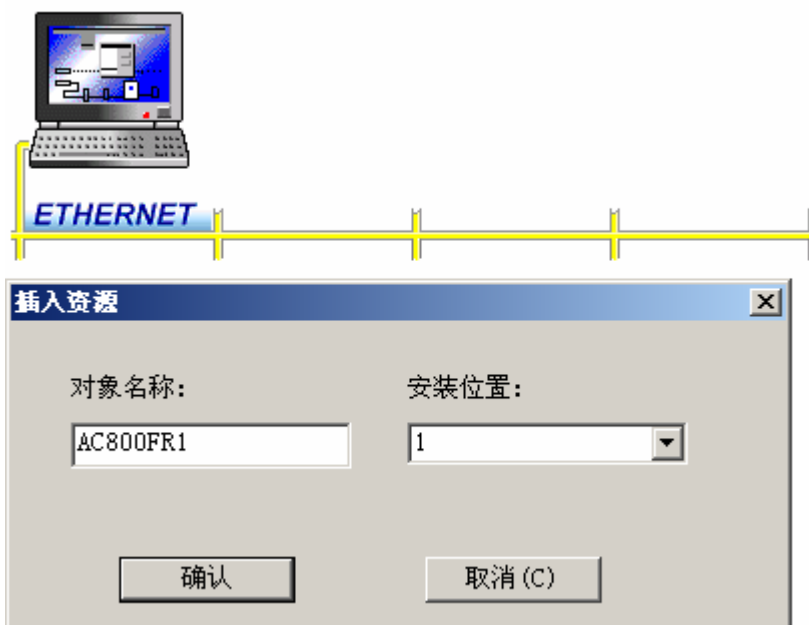 ETHERNET
插入资源
对象名称:
安装位置:
AC800FR1
1
确认
取消(C)